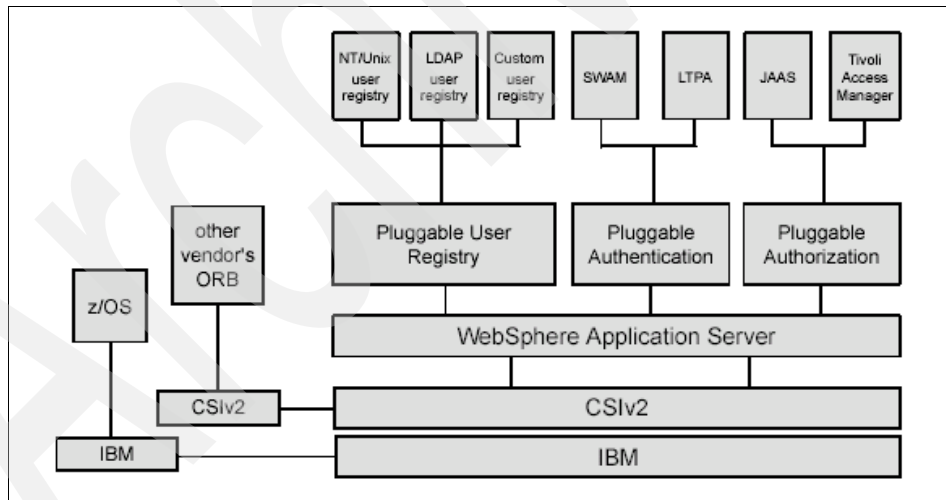 NT/Unix
user
registry
LDAP
user
registry
Custom
user
registry
SWAM
LTPA
JAAS
Tivoli
Access
Manager
other
vendor's
ORB
Pluggable User
Registry
Pluggable
Authentication
Pluggable
Authorization
z/OS
WebSphere Application Server
CSIv2
CSIv2
IBM
IBM